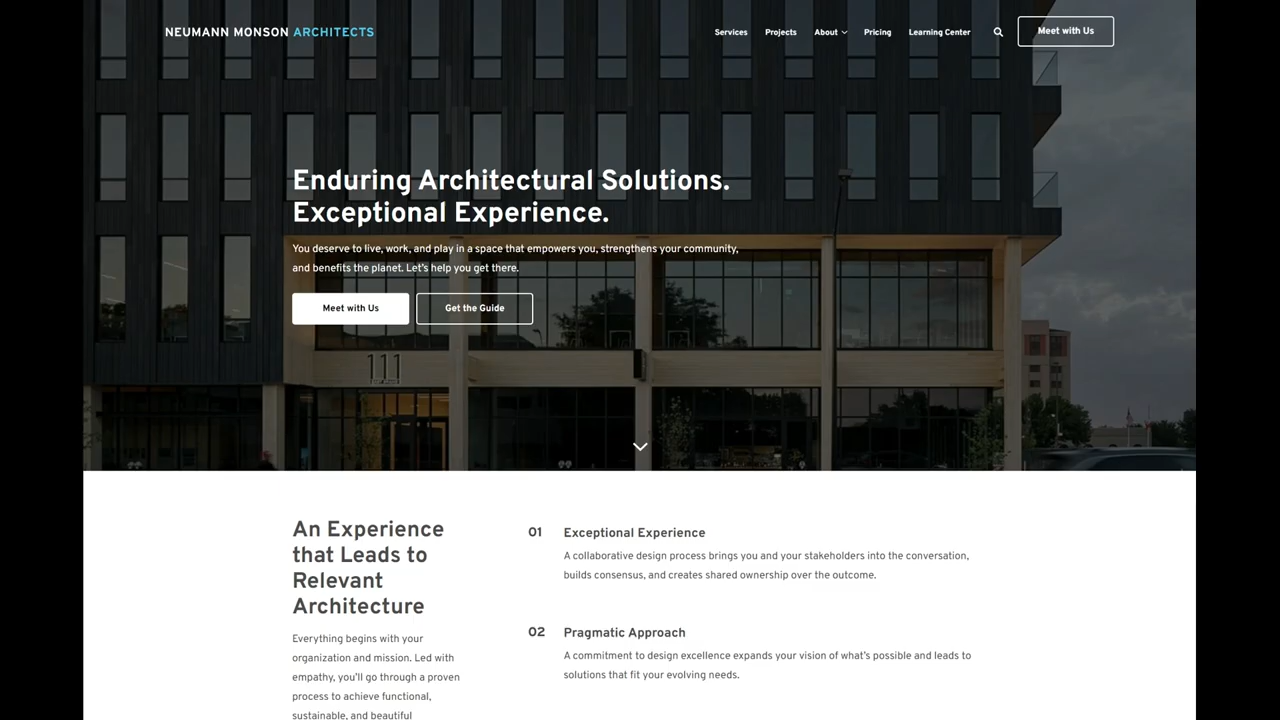 NEUMANN MONSON ARCHITECTS
Services
Projects
About
Pricing
Learning Center
Meet with Us
Enduring Architectural Solutions.
Exceptional Experience.
You deserve to live, work, and play in a space that empowers you, strengthens your community,
and benefits the planet. Let's help you get there.
Meet with Us
Get the Guide
111
An Experience
that Leads to
Relevant
Architecture
Everything begins with your
organization and mission. Led with
empathy, you'll go through a proven
process to achieve functional,
sustainable, and beautiful
01 Exceptional Experience
A collaborative design process brings you and your stakeholders into the conversation,
builds consensus, and creates shared ownership over the outcome.
02 Pragmatic Approach
A commitment to design excellence expands your vision of what's possible and leads to
solutions that fit your evolving needs.